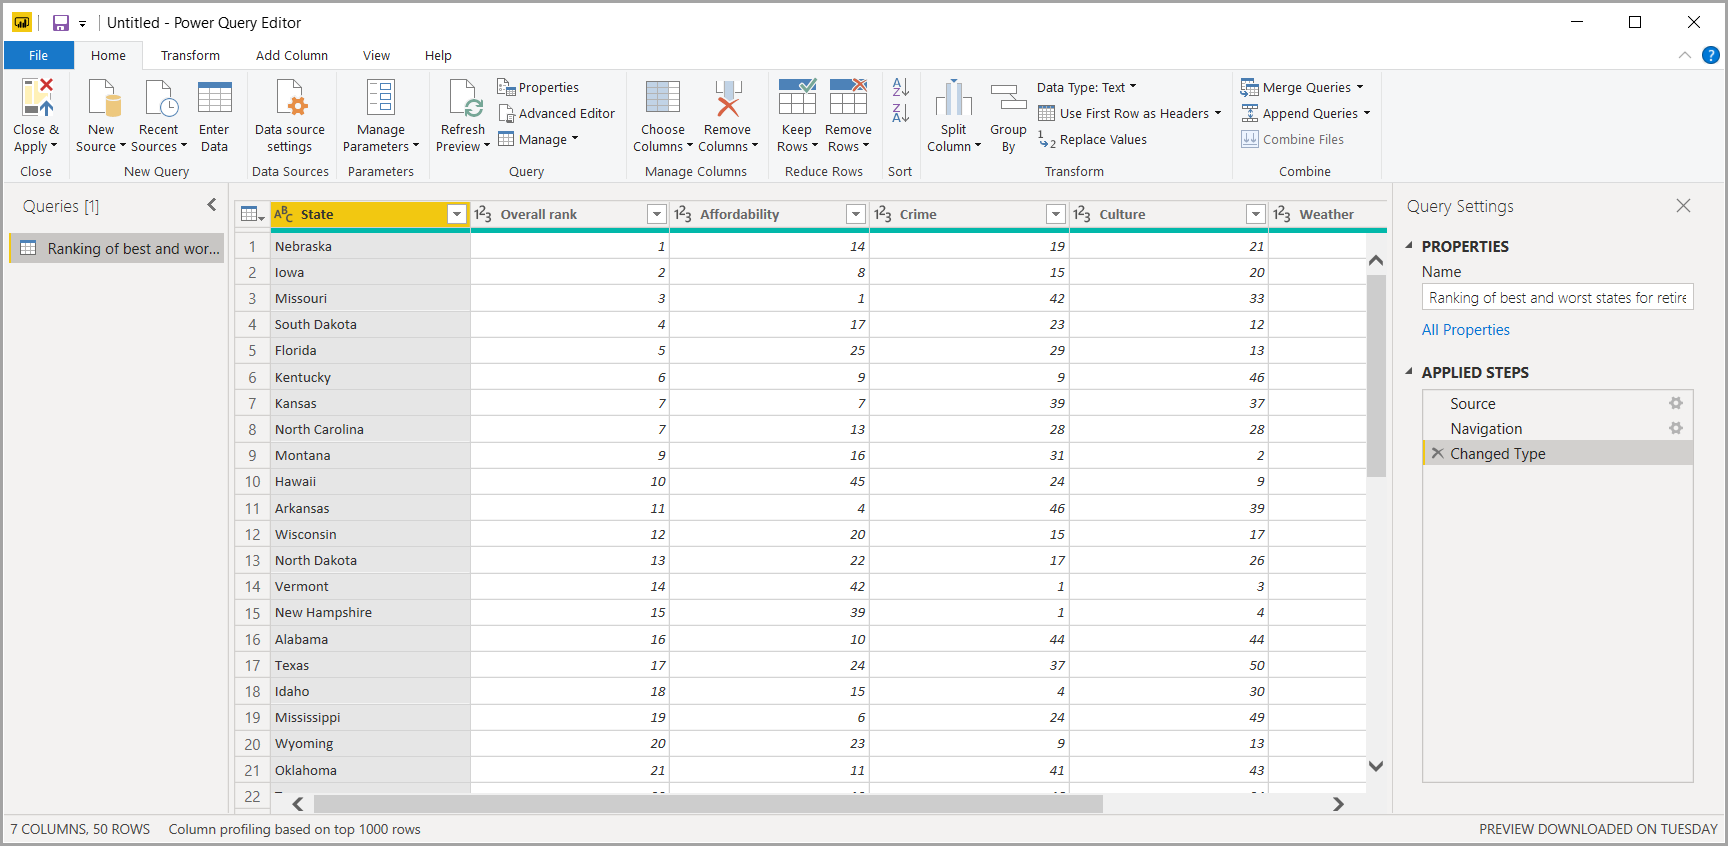 Untitled - Power Query Editor
File Home Transform Add Column View Help
Close & Apply
New Source
Recent Sources
Enter Data
Data source settings
Manage Parameters
Refresh Preview
Properties
Advanced Editor
Manage
Choose Columns
Remove Columns
Keep Rows
Remove Rows
Split Column
Group By
Data Type: Text
Use First Row as Headers
Replace Values
Merge Queries
Append Queries
Combine Files
Close New Query Data Sources Parameters Query Manage Columns Reduce Rows Sort Transform Combine
Queries [1]
Ranking of best and wor...
State Overall rank Affordability Crime Culture Weather
1 Nebraska 1 14 19 21
2 Iowa 2 8 15 20
3 Missouri 3 1 42 33
4 South Dakota 4 17 23 12
5 Florida 5 25 29 13
6 Kentucky 6 9 9 46
7 Kansas 7 7 39 37
8 North Carolina 7 13 28 28
9 Montana 9 16 31 2
10 Hawaii 10 45 24 9
11 Arkansas 11 4 46 39
12 Wisconsin 12 20 15 17
13 North Dakota 13 22 17 26
14 Vermont 14 42 1 3
15 New Hampshire 15 39 1 4
16 Alabama 16 10 44 44
17 Texas 17 24 37 50
18 Idaho 18 15 4 30
19 Mississippi 19 6 24 49
20 Wyoming 20 23 9 13
21 Oklahoma 21 11 41 43
22
Query Settings
PROPERTIES
Name
Ranking of best and worst states for retire
All Properties
APPLIED STEPS
Source
Navigation
Changed Type
7 COLUMNS, 50 ROWS Column profiling based on top 1000 rows
PREVIEW DOWNLOADED ON TUESDAY